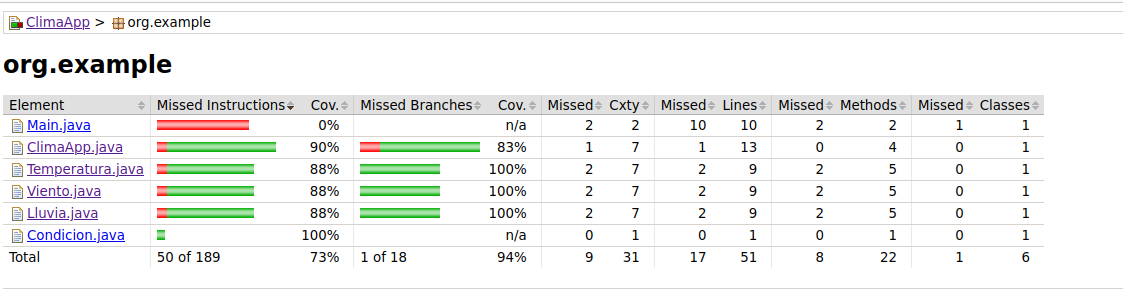 ClimaApp > org.example
org.example
Element Missed Instructions Cov. Missed Branches Cov. Missed Cxty Missed Lines Missed Methods Missed Classes
Main.java 0% n/a 2 2 10 10 2 2 1 1
ClimaApp.java 90% 83% 1 7 1 13 0 4 0 1
Temperatura.java 88% 100% 2 7 2 9 2 5 0 1
Viento.java 88% 100% 2 7 2 9 2 5 0 1
Lluvia.java 88% 100% 2 7 2 9 2 5 0 1
Condicion.java 100% n/a 0 1 0 1 0 1 0 1
Total 50 of 189 73% 1 of 18 94% 9 31 17 51 8 22 1 6